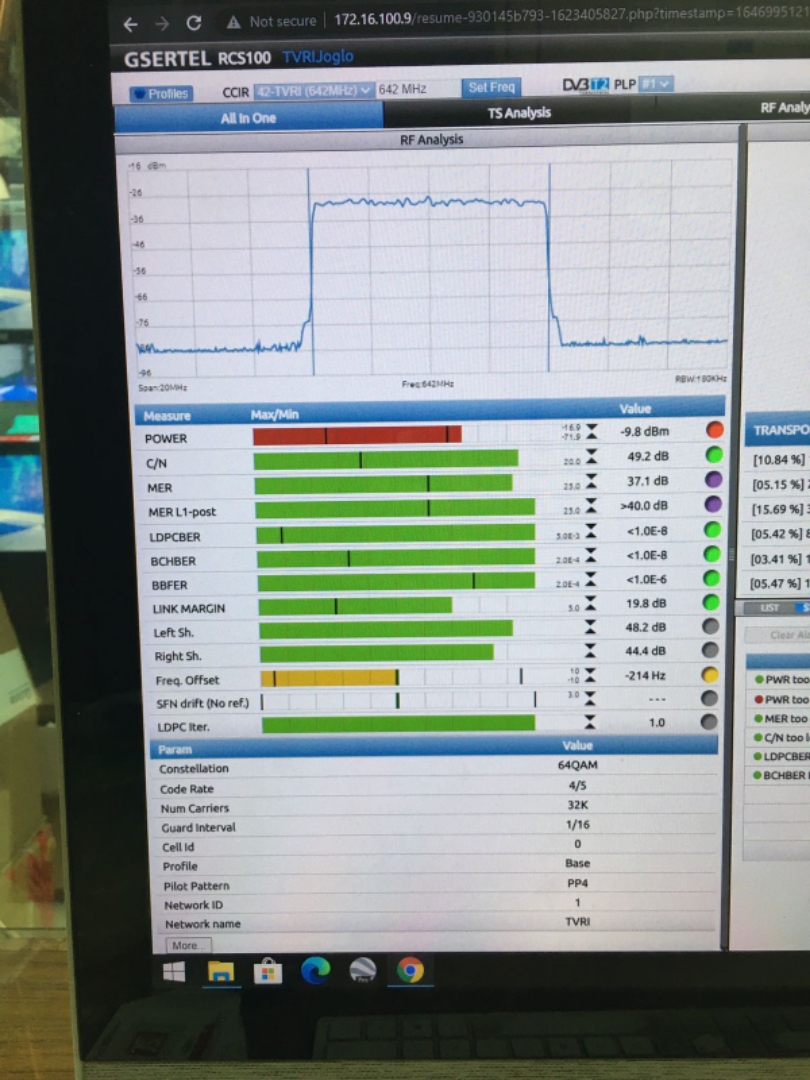 Not secure | 172.16.100.9/resume-930145b793-1623405827.php?timestamp=1646995121
GSERTEL RCS100 TVRIJoglo
Profiles CCIR 42-TVRI (642MHz) 642 MHz Set Freq DVB T2 PLP #1
All In One TS Analysis RF Analy
RF Analysis
-16 dBm
-26
-36
-46
-56
-66
-76
-96
Span:20MHz Freq:642MHz RBW:180KHz
Measure Max/Min Value
POWER -16.9 -71.9 -9.8 dBm
C/N 20.0 49.2 dB
MER 25.0 37.1 dB
MER L1-post 25.0 >40.0 dB
LDPCBER 5.0E-3 <1.0E-8
BCHBER 2.0E-4 <1.0E-8
BBFER 2.0E-4 <1.0E-6
LINK MARGIN 5.0 19.8 dB
Left Sh. 48.2 dB
Right Sh. 44.4 dB
Freq. Offset 10 -10 -214 Hz
SFN drift (No ref.) 3.0 ---
LDPC Iter. 1.0
Param Value
Constellation 64QAM
Code Rate 4/5
Num Carriers 32K
Guard Interval 1/16
Cell Id 0
Profile Base
Pilot Pattern PP4
Network ID 1
Network name TVRI
More...
TRANSPO
[10.84 %]
[05.15 %] 2
[15.69 %] 3
[05.42 %] 8
[03.41 %] 1
[05.47 %] 1
LIST S
Clear Ala
PWR too
PWR too
MER too
C/N too l
LDPCBER
BCHBER